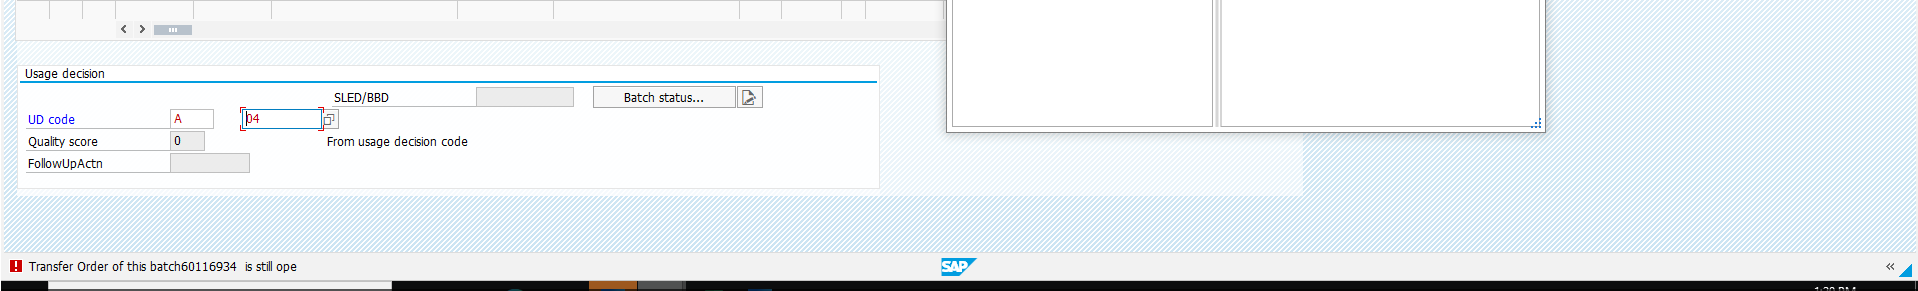 Usage decision
SLED/BBD
Batch status...
UD code A 04
Quality score 0 From usage decision code
FollowUpActn
Transfer Order of this batch60116934 is still ope
SAP